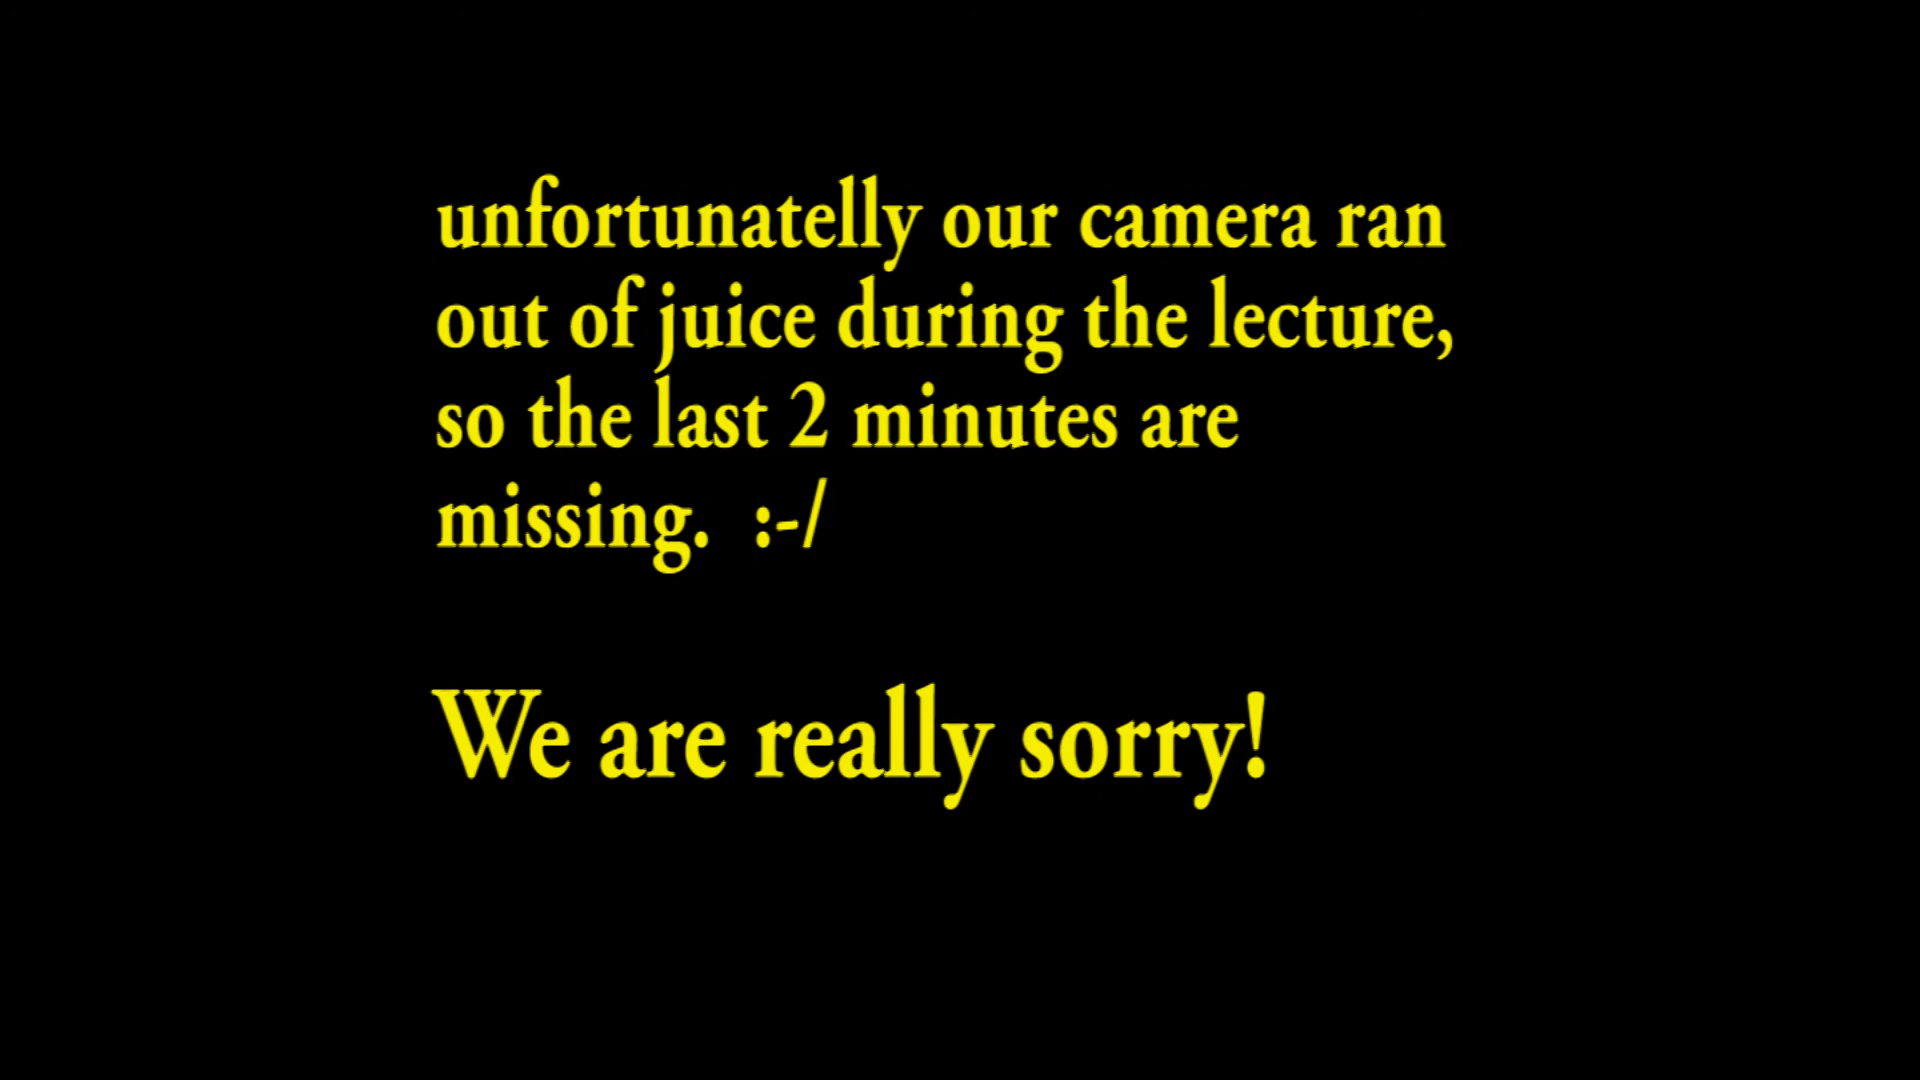 unfortunatelly our camera ran
out of juice during the lecture,
so the last 2 minutes are
missing.  :-/
We are really sorry!